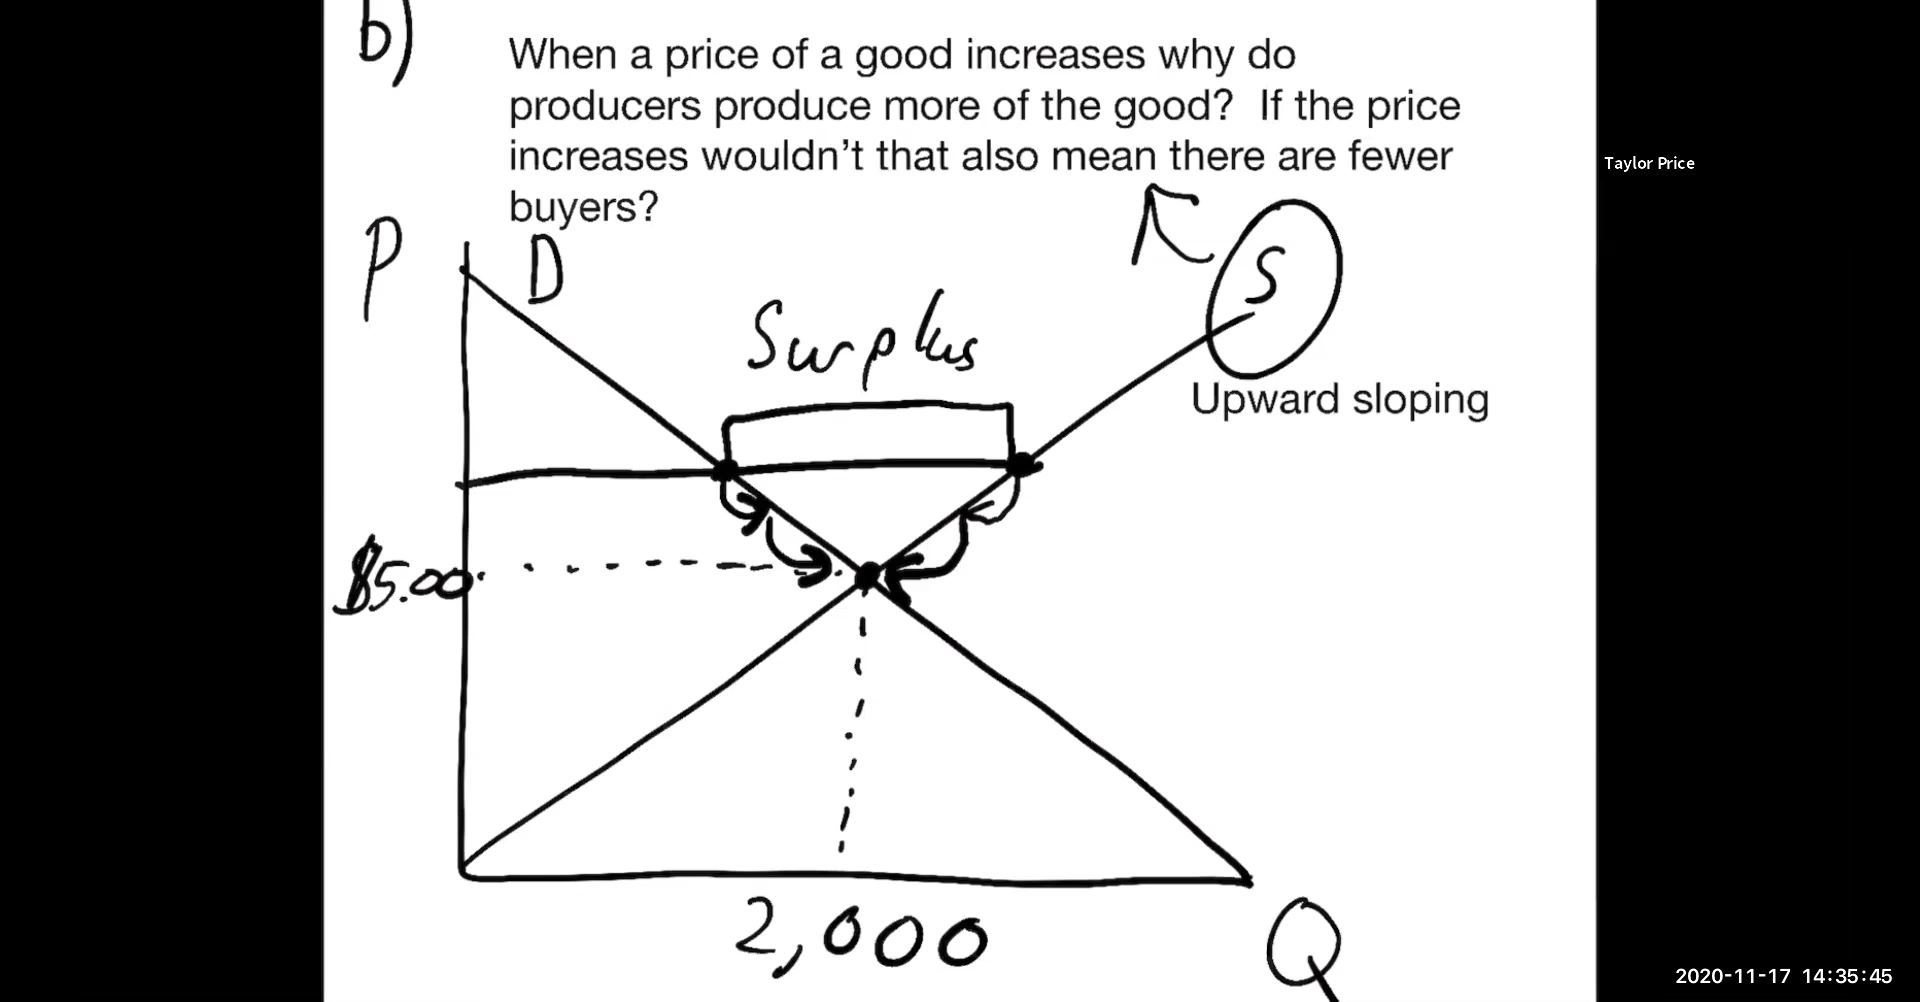 b)
When a price of a good increases why do
producers produce more of the good?  If the price
increases wouldn’t that also mean there are fewer
buyers?
Taylor Price
P
D
S
Surplus
Upward sloping
$5.00
2,000
Q
2020-11-17 14:35:45